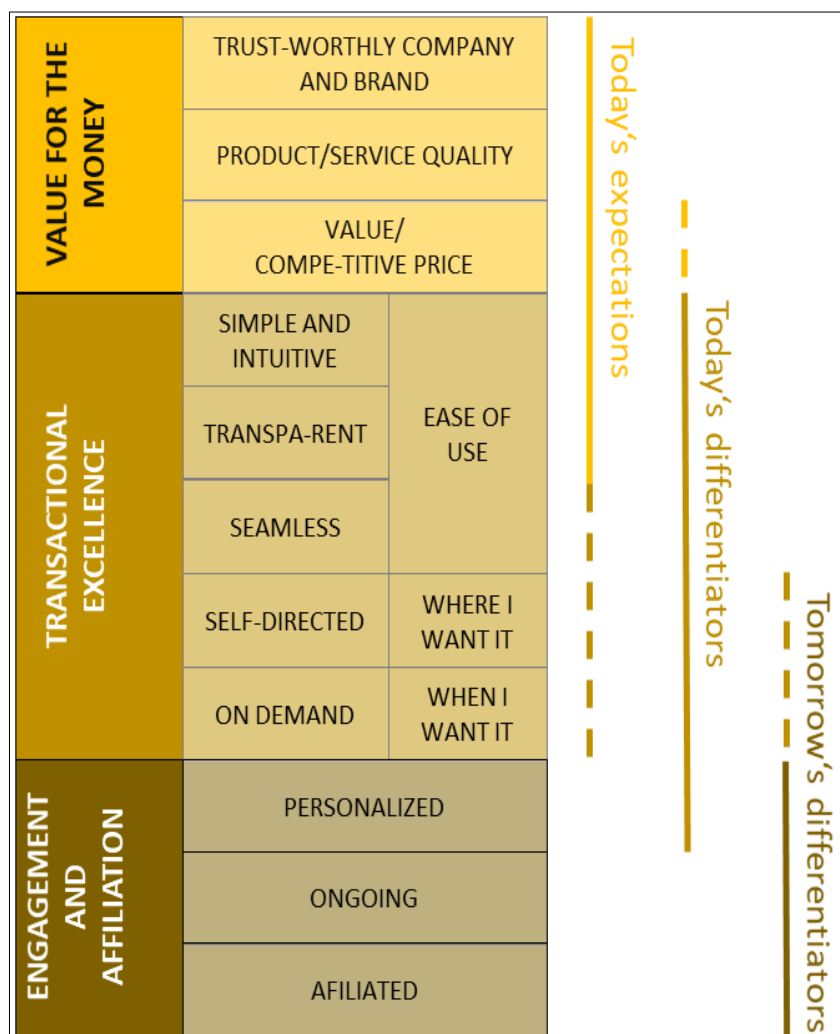 VALUE FOR THE
MONEY
TRUST-WORTHLY COMPANY
AND BRAND
PRODUCT/SERVICE QUALITY
VALUE/
COMPE-TITIVE PRICE
TRANSACTIONAL
EXCELLENCE
SIMPLE AND
INTUITIVE
TRANSPA-RENT
SEAMLESS
EASE OF
USE
SELF-DIRECTED
WHERE I
WANT IT
ON DEMAND
WHEN I
WANT IT
ENGAGEMENT
AND
AFFILIATION
PERSONALIZED
ONGOING
AFILIATED
Today‘s expectations
Today‘s differentiators
Tomorrow‘s differentiators